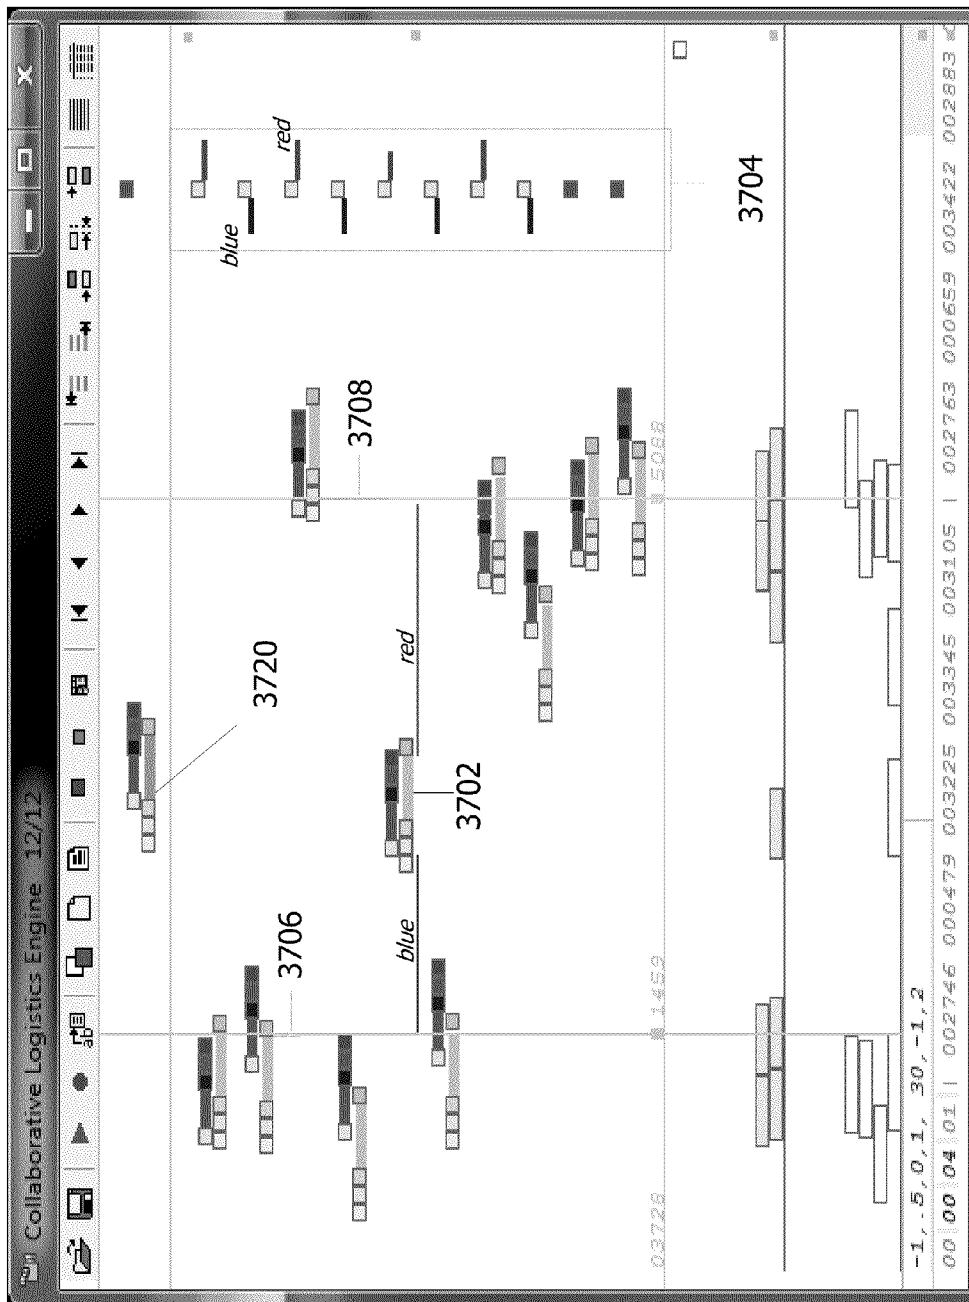 Collaborative Logistics Engine 12/12
ab
red
blue
3704
3708
3720
red
3702
blue
3706
03728
1459
5088
-1,-5,0,1, 30,-1,2
00 00 04 01 || 002746 000479 003225 003345 003105 | 002763 000659 003422 002883